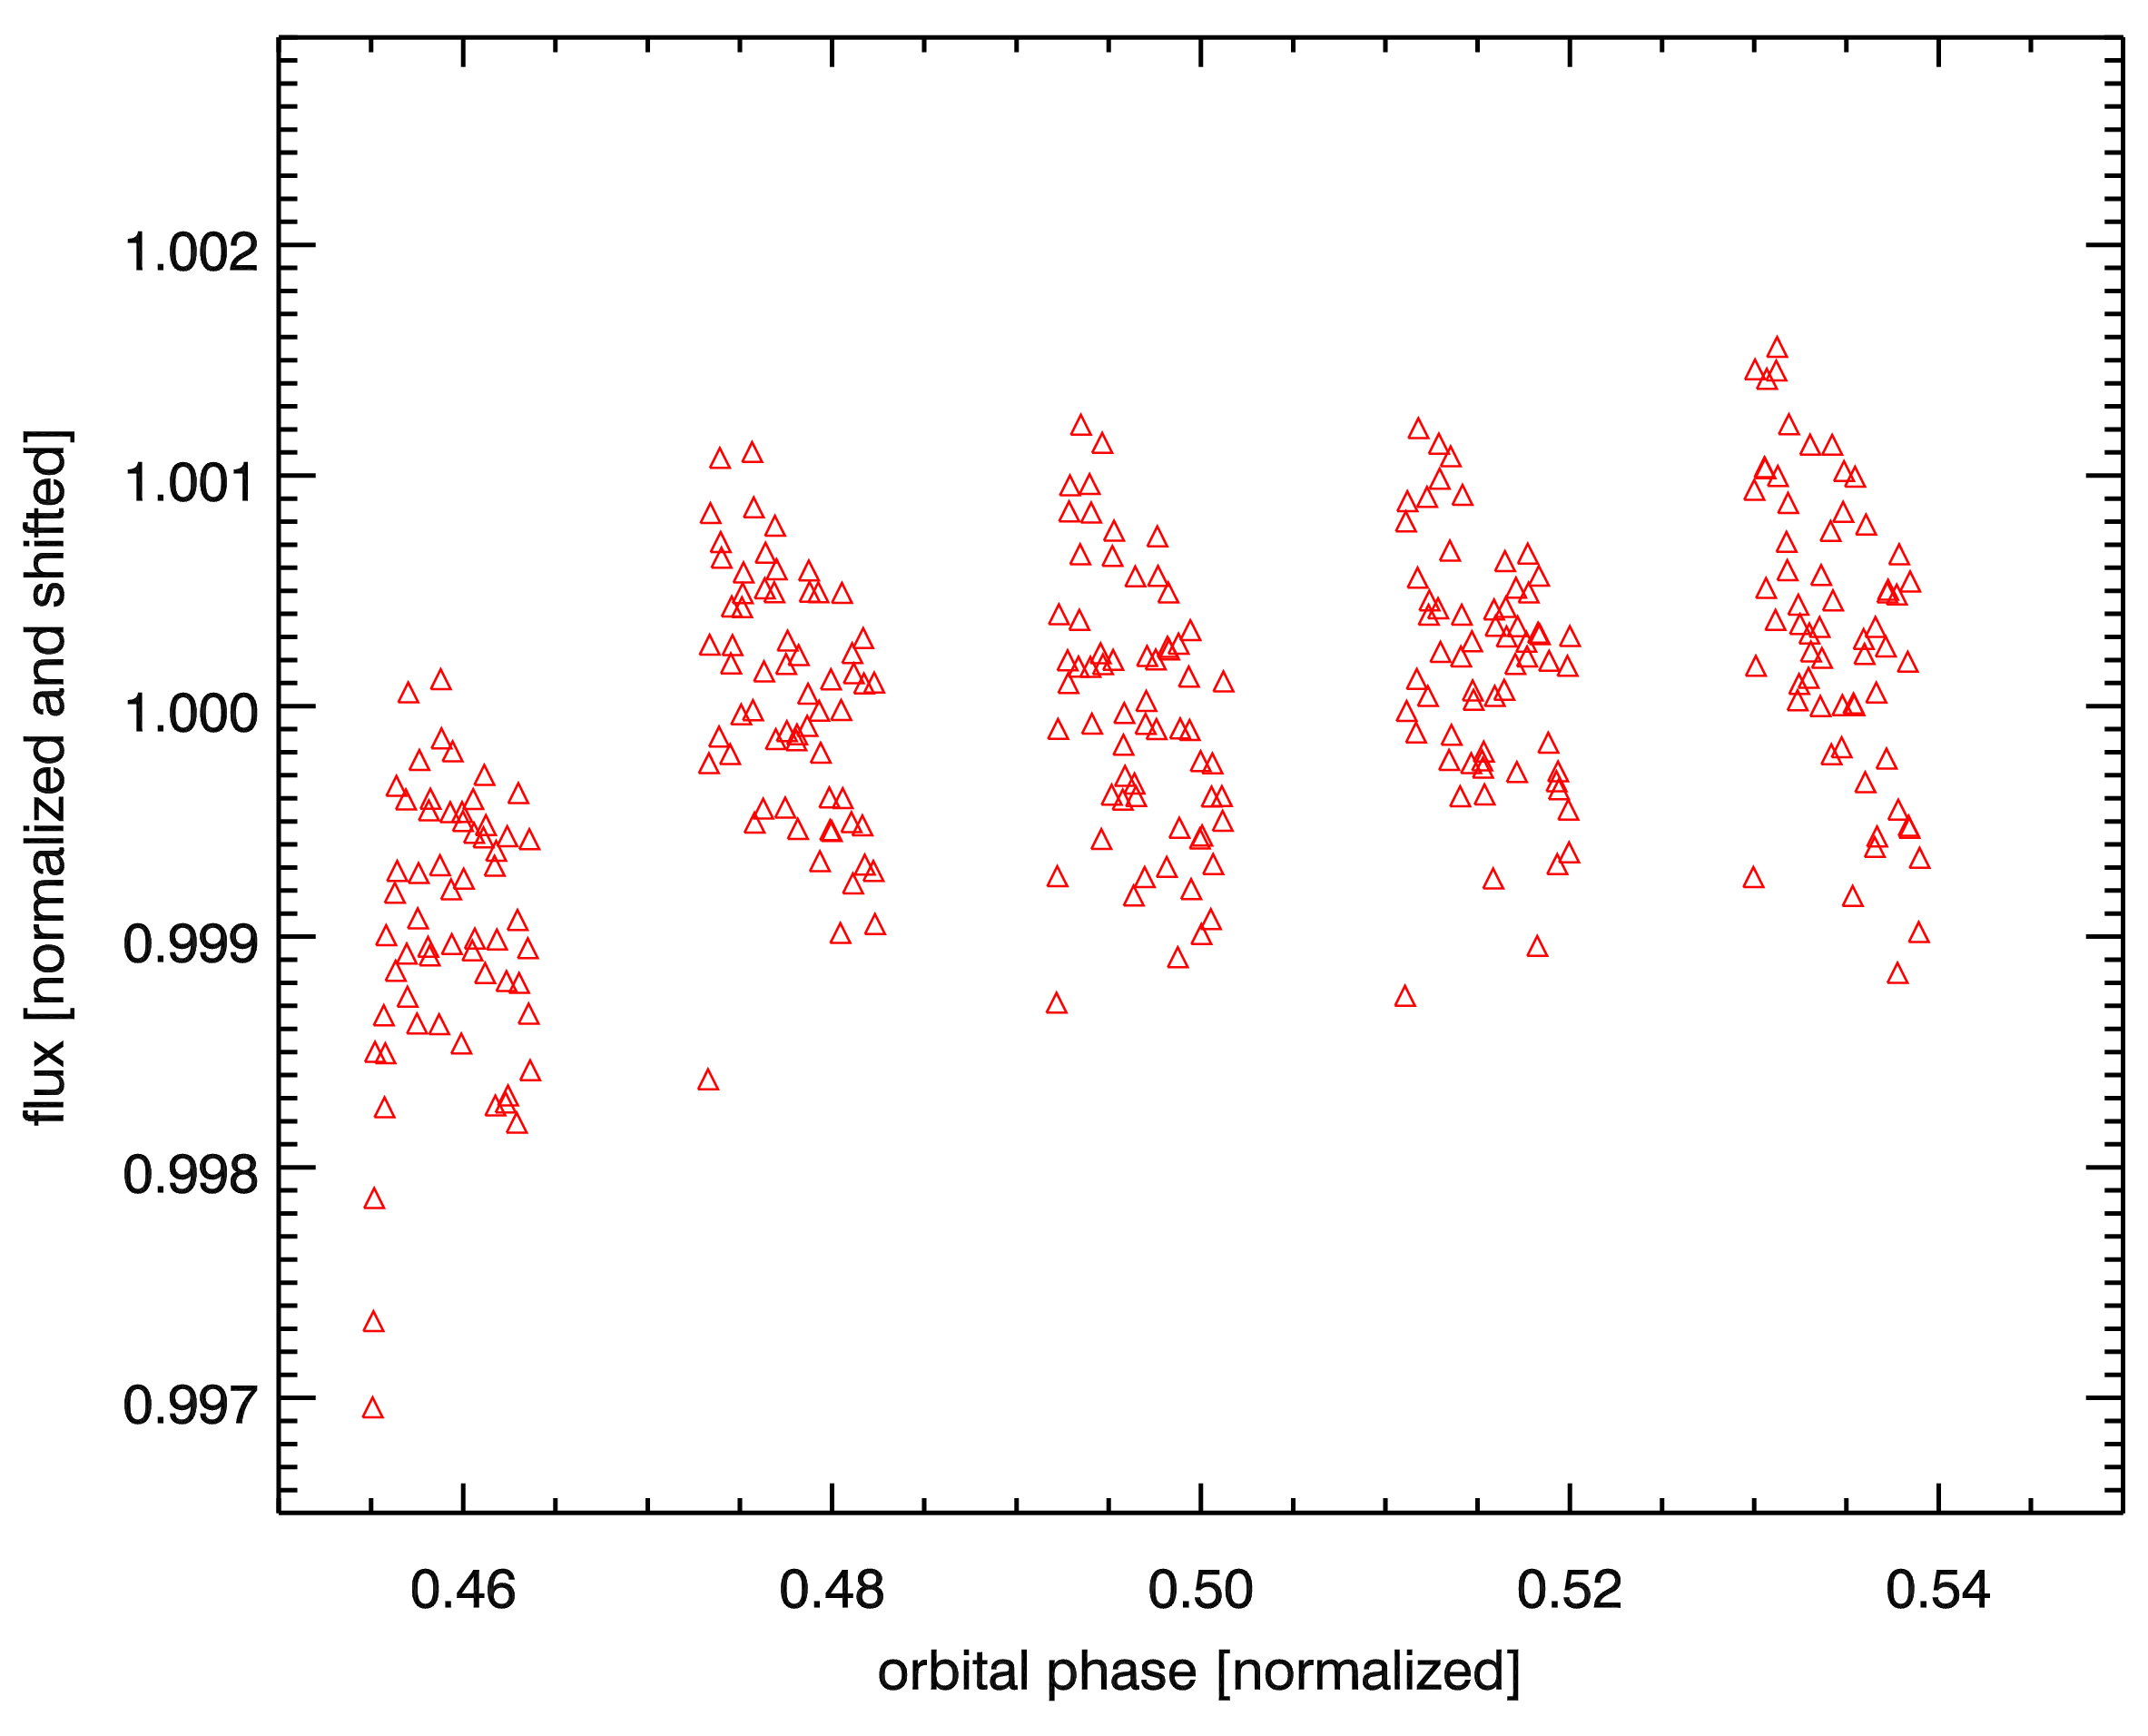 flux [normalized and shifted]
1.002
1.001
1.000
0.999
0.998
0.997
0.46 0.48 0.50 0.52 0.54
orbital phase [normalized]